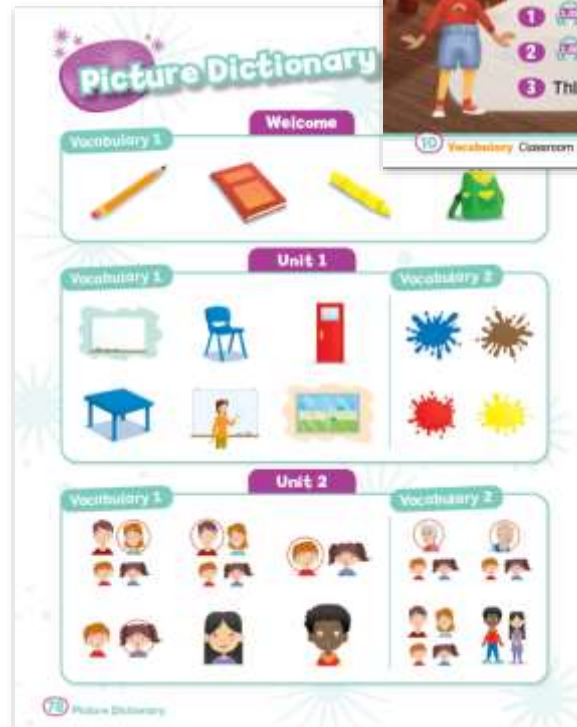 1
2
3 Thi
10 Vocabulary Classroom
Picture Dictionary
Welcome
Vocabulary 1
Unit 1
Vocabulary 1
Vocabulary 2
Unit 2
Vocabulary 1
Vocabulary 2
78 Picture Dictionary